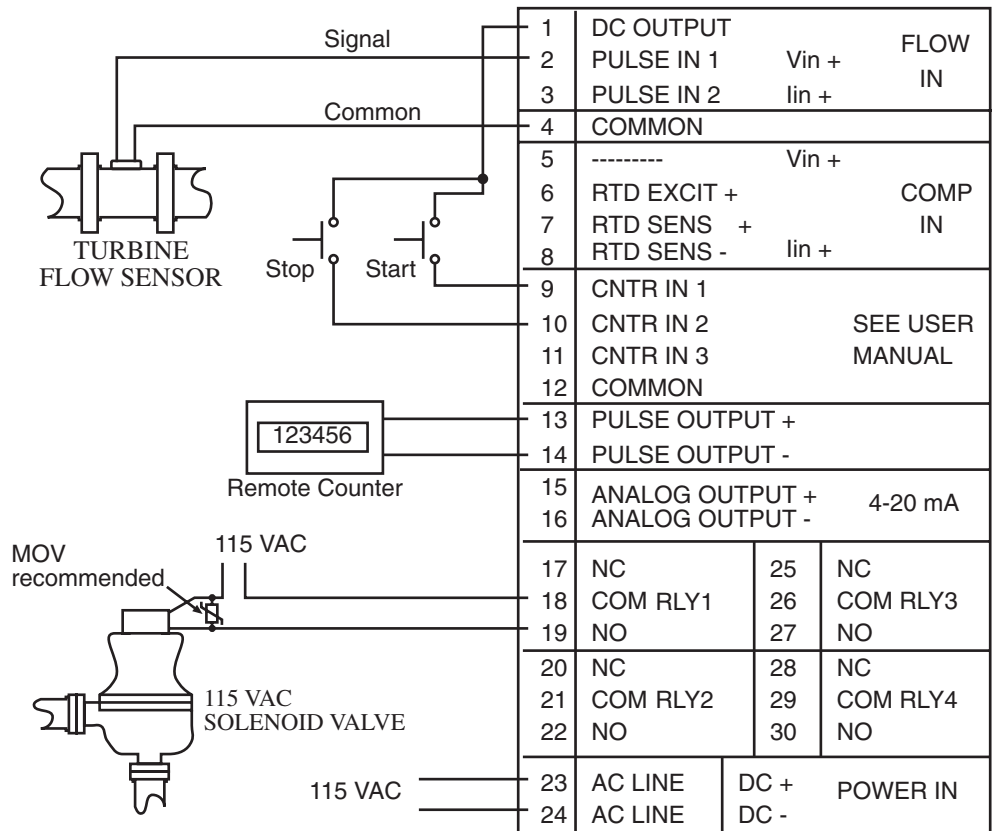 Signal
Common
TURBINE
FLOW SENSOR
Stop
Start
123456
Remote Counter
MOV
recommended
115 VAC
115 VAC
SOLENOID VALVE
115 VAC
1 DC OUTPUT
2 PULSE IN 1 Vin +
3 PULSE IN 2 Iin +
FLOW
IN
4 COMMON
5 --------- Vin +
6 RTD EXCIT +
7 RTD SENS +
8 RTD SENS - Iin +
COMP
IN
9 CNTR IN 1
10 CNTR IN 2
11 CNTR IN 3
12 COMMON
SEE USER
MANUAL
13 PULSE OUTPUT +
14 PULSE OUTPUT -
15 ANALOG OUTPUT +
16 ANALOG OUTPUT -
4-20 mA
17 NC 25 NC
18 COM RLY1 26 COM RLY3
19 NO 27 NO
20 NC 28 NC
21 COM RLY2 29 COM RLY4
22 NO 30 NO
23 AC LINE DC +
24 AC LINE DC -
POWER IN